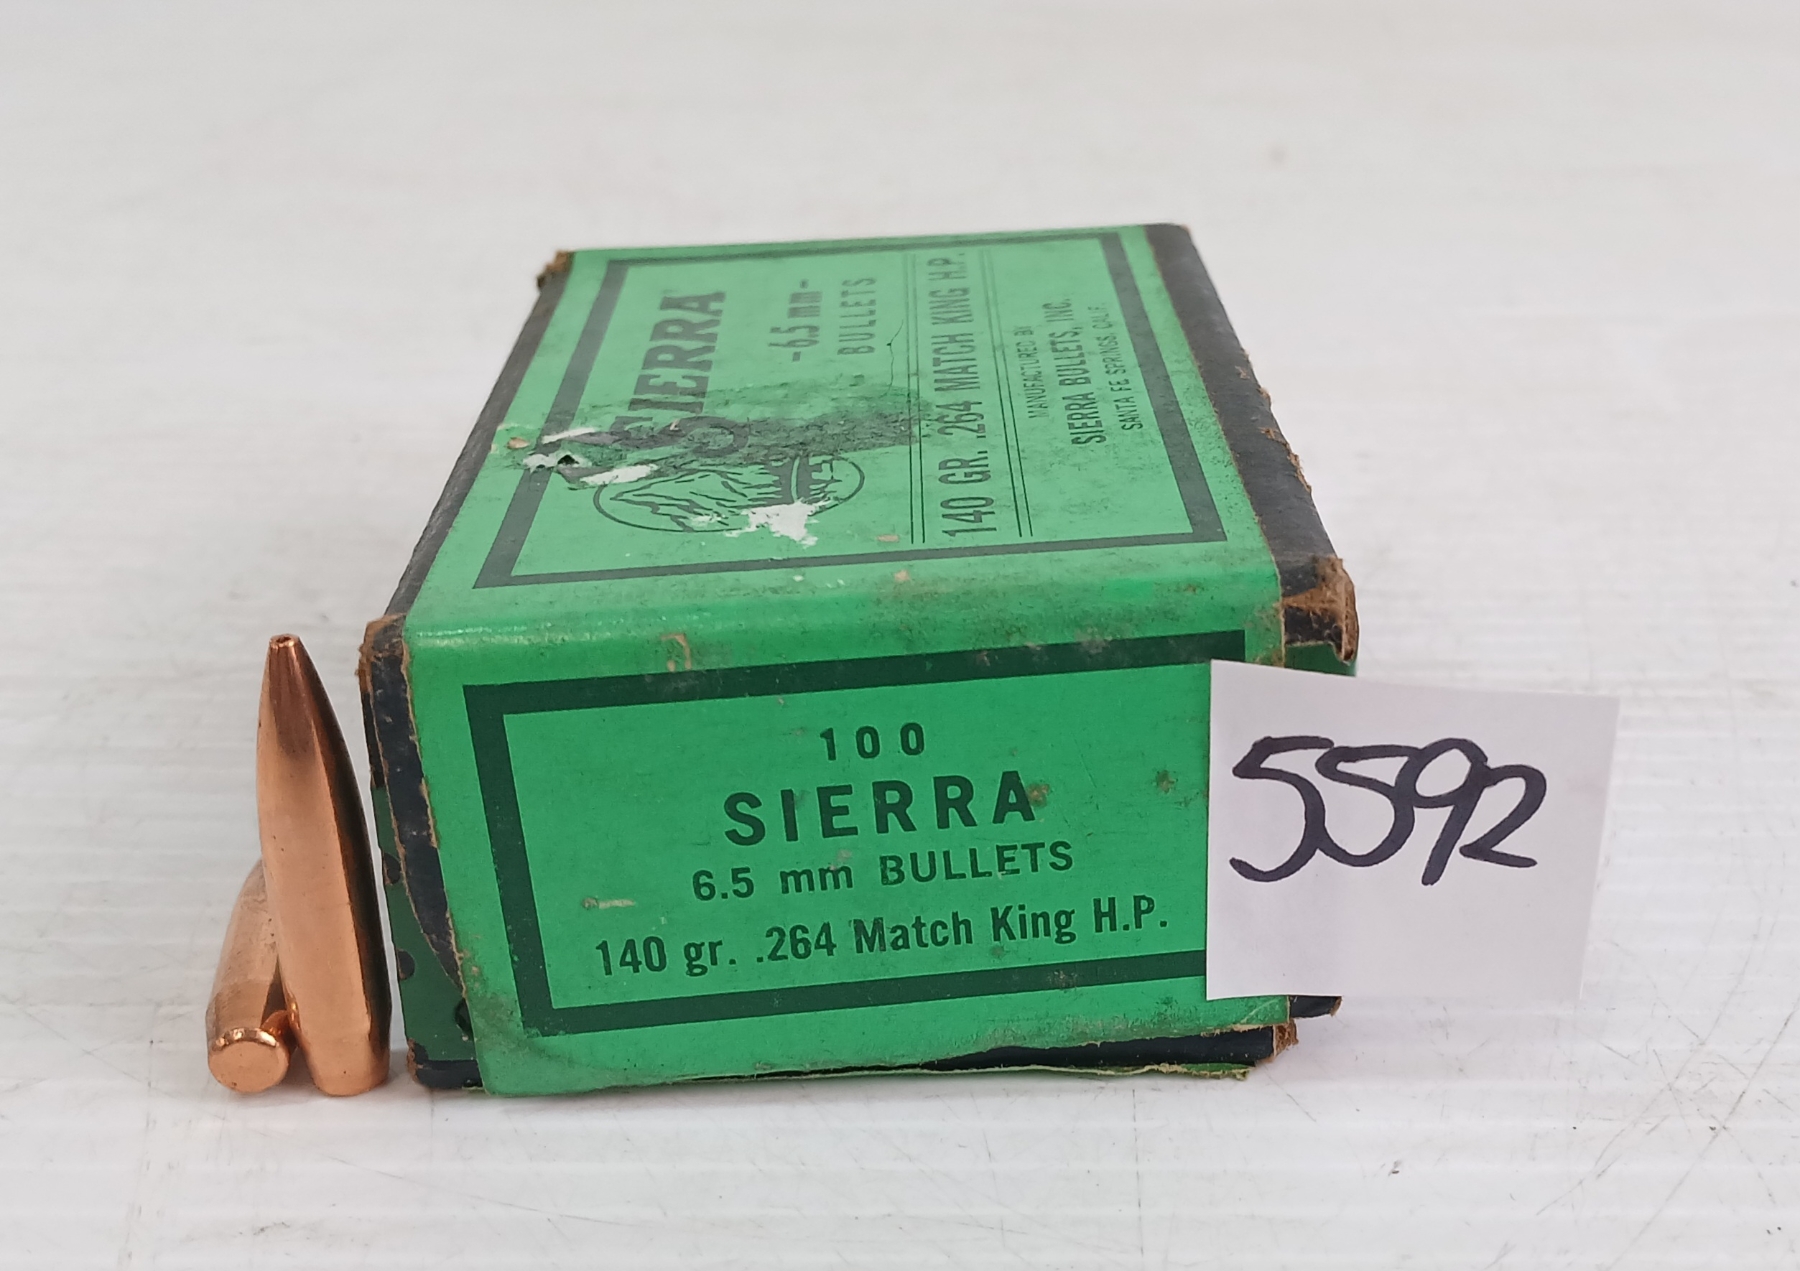 SIERRA
-6.5 mm-
BULLETS
140 GR. .264 MATCH KING H.P.
MANUFACTURED BY
SIERRA BULLETS, INC.
SANTA FE SPRINGS, CALIF.
100
SIERRA
6.5 mm BULLETS
140 gr. .264 Match King H.P.
5592